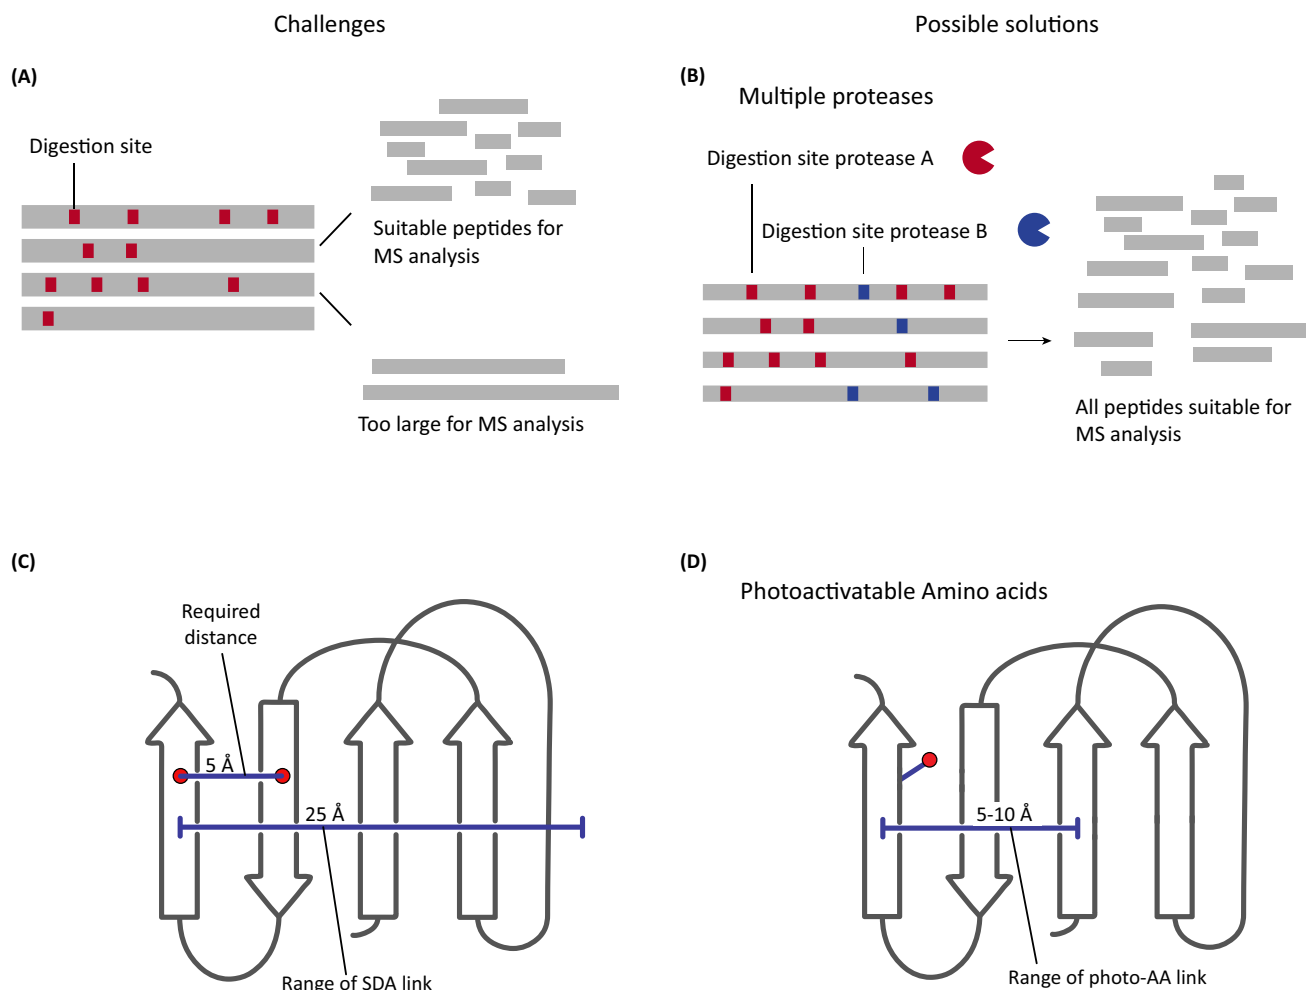 Challenges
Possible solutions
(A)
Digestion site
Suitable peptides for
MS analysis
Too large for MS analysis
(B)
Multiple proteases
Digestion site protease A
Digestion site protease B
All peptides suitable for
MS analysis
(C)
Required
distance
5 Å
25 Å
Range of SDA link
(D)
Photoactivatable Amino acids
5-10 Å
Range of photo-AA link